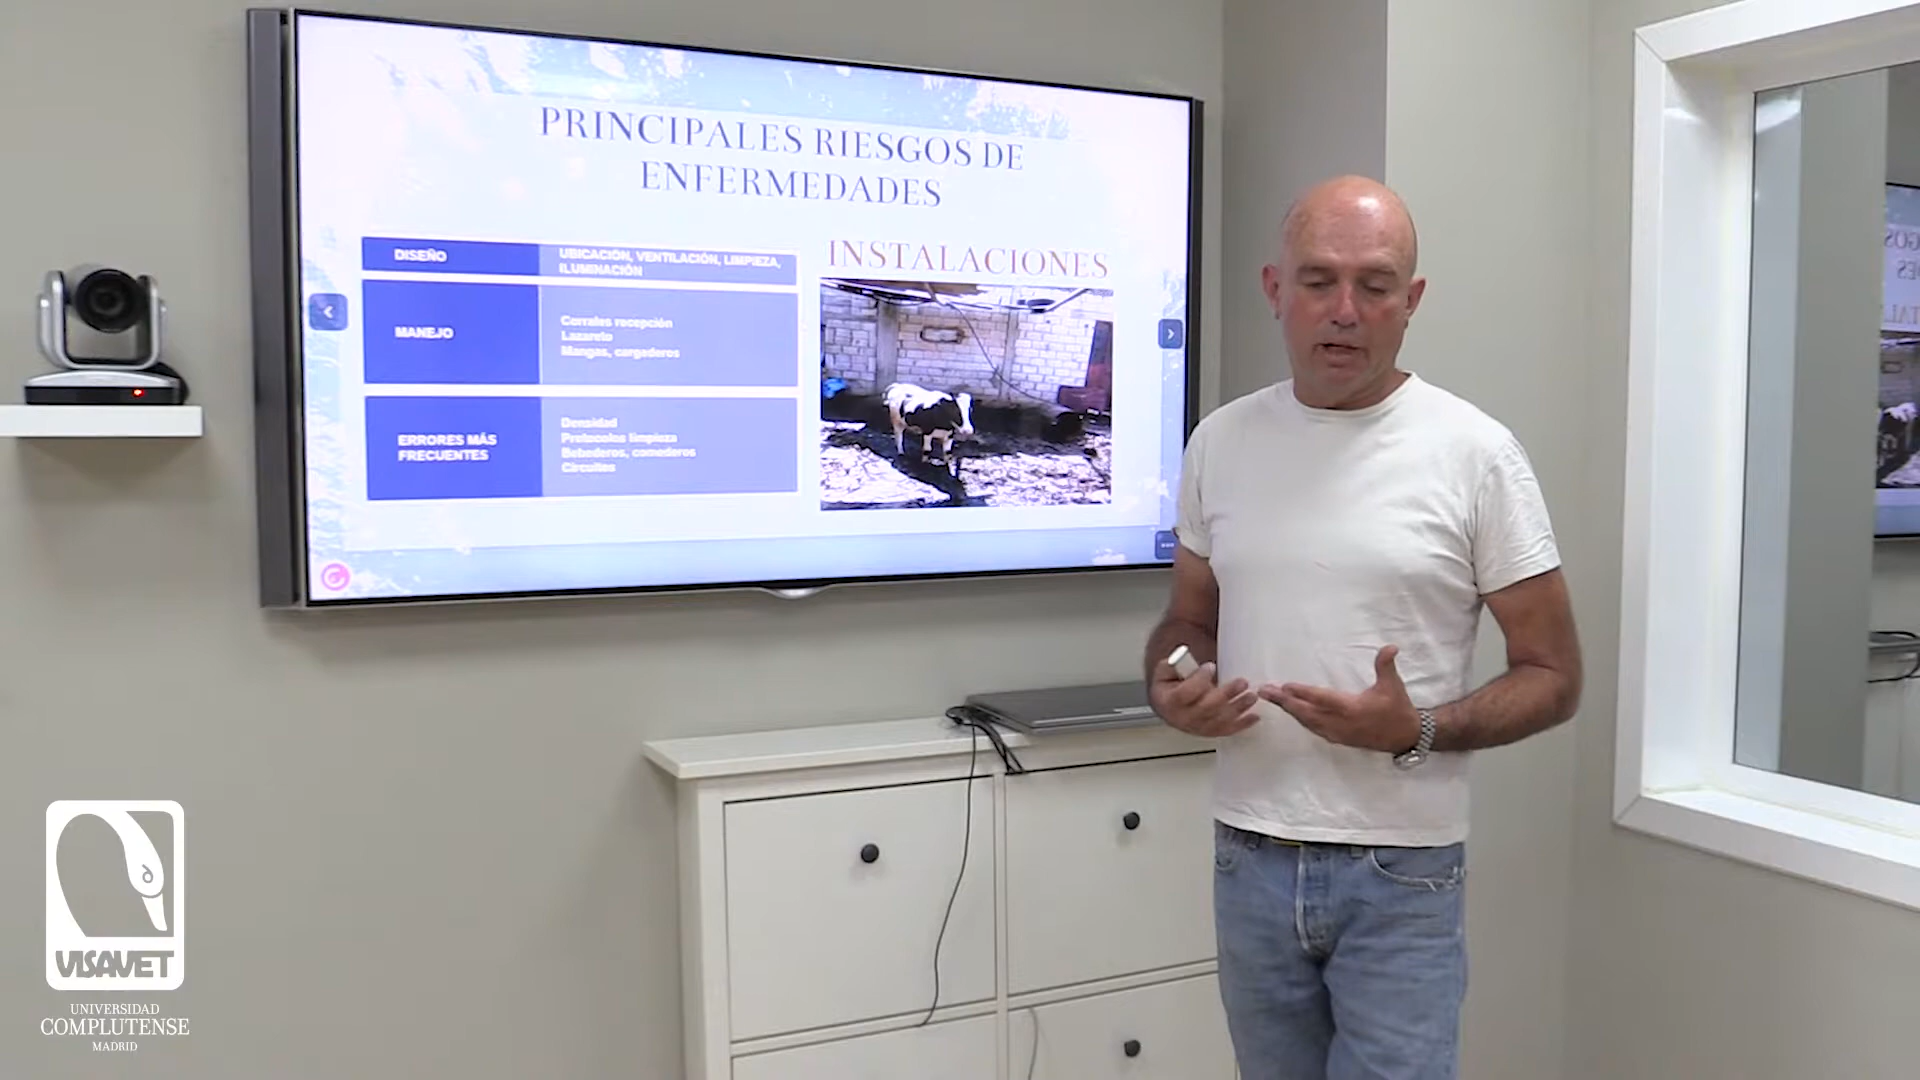 PRINCIPALES RIESGOS DE
ENFERMEDADES
DISEÑO
UBICACIÓN, VENTILACIÓN, LIMPIEZA,
ILUMINACIÓN
MANEJO
Corrales recepción
Lazareto
Mangas, cargaderos
ERRORES MÁS
FRECUENTES
Densidad
Protocolos limpieza
Bebederos, comederos
Circuitos
INSTALACIONES
VISAVET
UNIVERSIDAD
COMPLUTENSE
MADRID